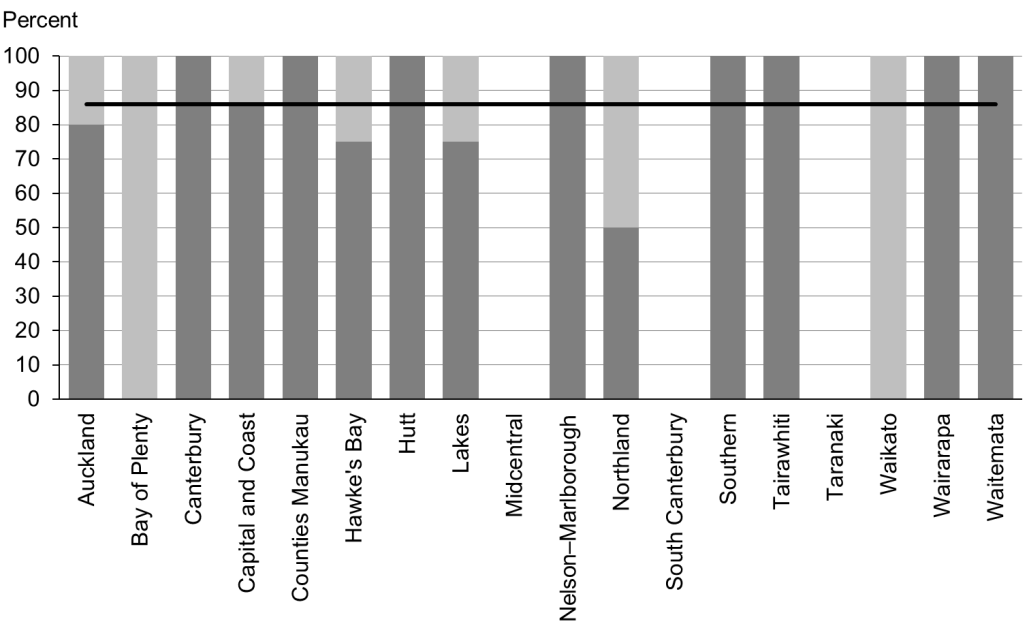 Percent
100
90
80
70
60
50
40
30
20
10
0
Auckland
Bay of Plenty
Canterbury
Capital and Coast
Counties Manukau
Hawke's Bay
Hutt
Lakes
Midcentral
Nelson–Marlborough
Northland
South Canterbury
Southern
Tairawhiti
Taranaki
Waikato
Wairarapa
Waitemata